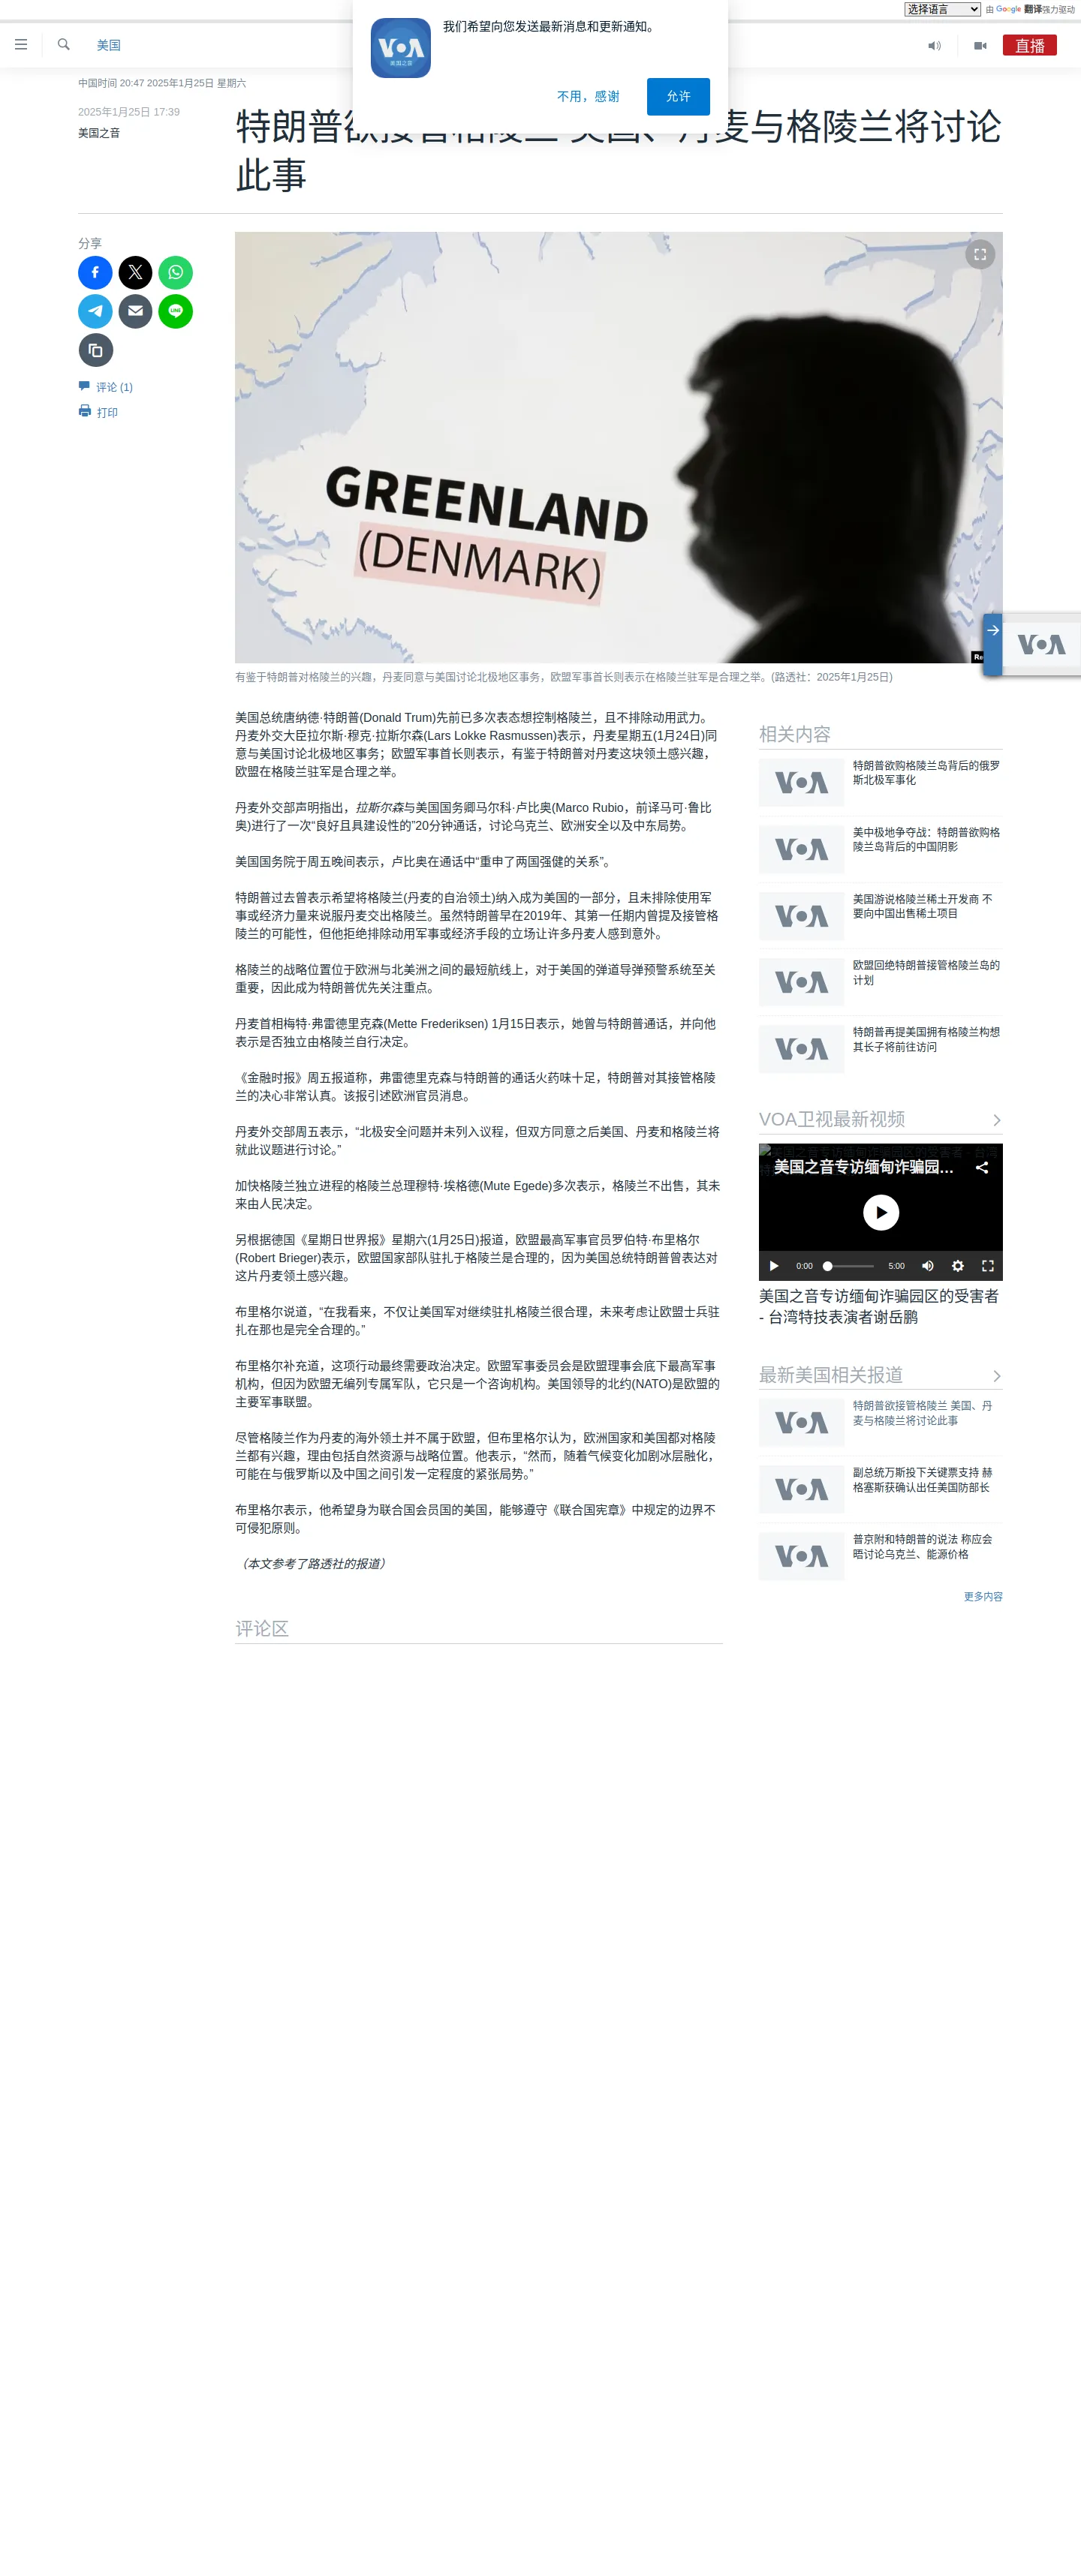 选择语言
由 Google 翻译强力驱动
我们希望向您发送最新消息和更新通知。
VOA
美国之音
不用，感谢
允许
美国
直播
中国时间 20:47 2025年1月25日 星期六
2025年1月25日 17:39
美国之音
特朗普欲接管格陵兰 美国、丹麦与格陵兰将讨论
此事
分享
LINE
评论 (1)
打印
GREENLAND
(DENMARK)
VOA
有鉴于特朗普对格陵兰的兴趣，丹麦同意与美国讨论北极地区事务，欧盟军事首长则表示在格陵兰驻军是合理之举。(路透社：2025年1月25日)
美国总统唐纳德·特朗普(Donald Trum)先前已多次表态想控制格陵兰，且不排除动用武力。
丹麦外交大臣拉尔斯·穆克·拉斯尔森(Lars Lokke Rasmussen)表示，丹麦星期五(1月24日)同
意与美国讨论北极地区事务；欧盟军事首长则表示，有鉴于特朗普对丹麦这块领土感兴趣，
欧盟在格陵兰驻军是合理之举。
丹麦外交部声明指出，拉斯尔森与美国国务卿马尔科·卢比奥(Marco Rubio，前译马可·鲁比
奥)进行了一次“良好且具建设性的”20分钟通话，讨论乌克兰、欧洲安全以及中东局势。
美国国务院于周五晚间表示，卢比奥在通话中“重申了两国强健的关系”。
特朗普过去曾表示希望将格陵兰(丹麦的自治领土)纳入成为美国的一部分，且未排除使用军
事或经济力量来说服丹麦交出格陵兰。虽然特朗普早在2019年、其第一任期内曾提及接管格
陵兰的可能性，但他拒绝排除动用军事或经济手段的立场让许多丹麦人感到意外。
格陵兰的战略位置位于欧洲与北美洲之间的最短航线上，对于美国的弹道导弹预警系统至关
重要，因此成为特朗普优先关注重点。
丹麦首相梅特·弗雷德里克森(Mette Frederiksen) 1月15日表示，她曾与特朗普通话，并向他
表示是否独立由格陵兰自行决定。
《金融时报》周五报道称，弗雷德里克森与特朗普的通话火药味十足，特朗普对其接管格陵
兰的决心非常认真。该报引述欧洲官员消息。
丹麦外交部周五表示，“北极安全问题并未列入议程，但双方同意之后美国、丹麦和格陵兰将
就此议题进行讨论。”
加快格陵兰独立进程的格陵兰总理穆特·埃格德(Mute Egede)多次表示，格陵兰不出售，其未
来由人民决定。
另根据德国《星期日世界报》星期六(1月25日)报道，欧盟最高军事官员罗伯特·布里格尔
(Robert Brieger)表示，欧盟国家部队驻扎于格陵兰是合理的，因为美国总统特朗普曾表达对
这片丹麦领土感兴趣。
布里格尔说道，“在我看来，不仅让美国军对继续驻扎格陵兰很合理，未来考虑让欧盟士兵驻
扎在那也是完全合理的。”
布里格尔补充道，这项行动最终需要政治决定。欧盟军事委员会是欧盟理事会底下最高军事
机构，但因为欧盟无编列专属军队，它只是一个咨询机构。美国领导的北约(NATO)是欧盟的
主要军事联盟。
尽管格陵兰作为丹麦的海外领土并不属于欧盟，但布里格尔认为，欧洲国家和美国都对格陵
兰都有兴趣，理由包括自然资源与战略位置。他表示，“然而，随着气候变化加剧冰层融化，
可能在与俄罗斯以及中国之间引发一定程度的紧张局势。”
布里格尔表示，他希望身为联合国会员国的美国，能够遵守《联合国宪章》中规定的边界不
可侵犯原则。
（本文参考了路透社的报道）
评论区
相关内容
VOA
特朗普欲购格陵兰岛背后的俄罗
斯北极军事化
VOA
美中极地争夺战：特朗普欲购格
陵兰岛背后的中国阴影
VOA
美国游说格陵兰稀土开发商 不
要向中国出售稀土项目
VOA
欧盟回绝特朗普接管格陵兰岛的
计划
VOA
特朗普再提美国拥有格陵兰构想
其长子将前往访问
VOA卫视最新视频
美国之音专访缅甸诈骗园…
0:00
5:00
美国之音专访缅甸诈骗园区的受害者
- 台湾特技表演者谢岳鹏
最新美国相关报道
VOA
特朗普欲接管格陵兰 美国、丹
麦与格陵兰将讨论此事
VOA
副总统万斯投下关键票支持 赫
格塞斯获确认出任美国防部长
VOA
普京附和特朗普的说法 称应会
晤讨论乌克兰、能源价格
更多内容